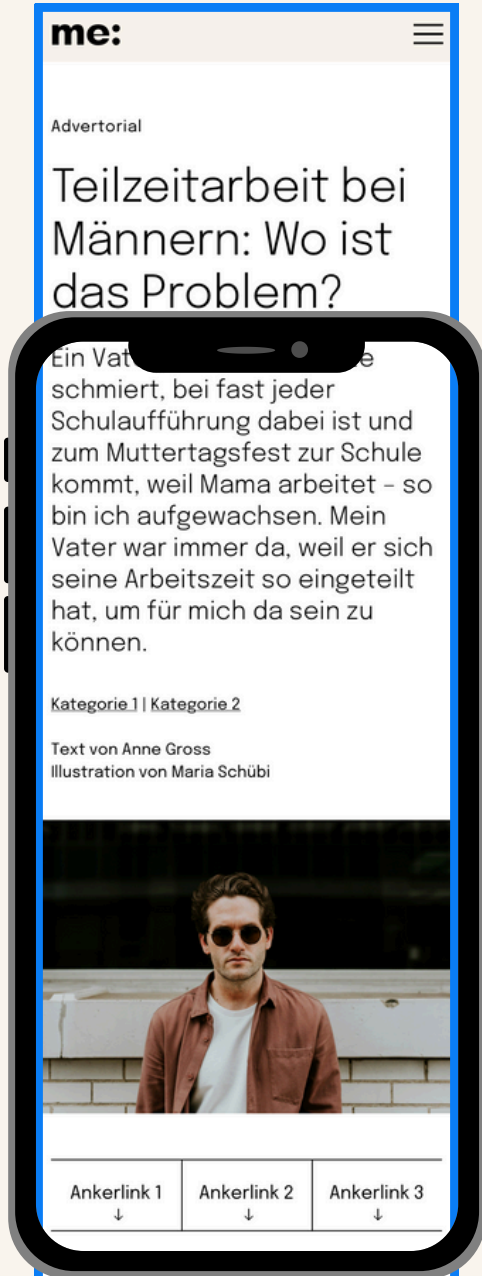 me:
Advertorial
Teilzeitarbeit bei
Männern: Wo ist
das Problem?
Ein
schmiert, bei fast jeder
Schulaufführung dabei ist und
zum Muttertagsfest zur Schule
kommt, weil Mama arbeitet – so
bin ich aufgewachsen. Mein
Vater war immer da, weil er sich
seine Arbeitszeit so eingeteilt
hat, um für mich da sein zu
können.
Kategorie 1 | Kategorie 2
Text von Anne Gross
Illustration von Maria Schübi
Ankerlink 1
Ankerlink 2
Ankerlink 3